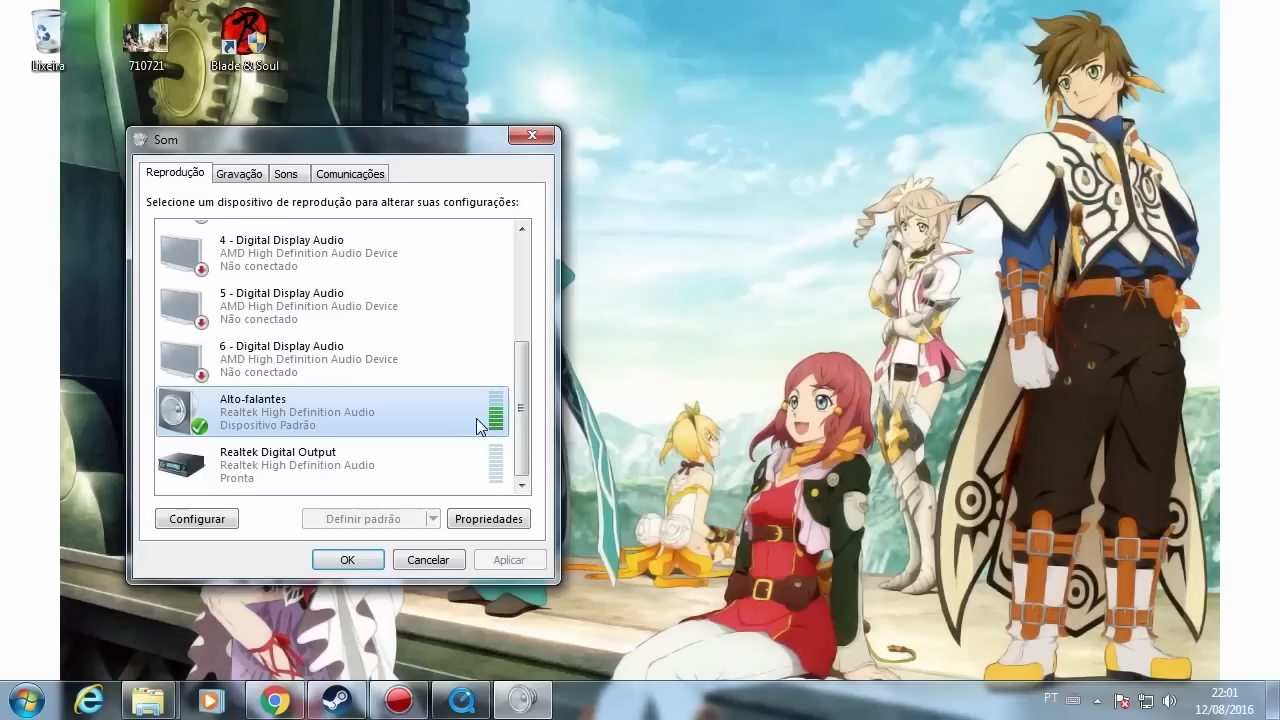 Lixeira
710721
Blade & Soul
Som
Reprodução
Gravação
Sons
Comunicações
Selecione um dispositivo de reprodução para alterar suas configurações:
4 - Digital Display Audio
AMD High Definition Audio Device
Não conectado
5 - Digital Display Audio
AMD High Definition Audio Device
Não conectado
6 - Digital Display Audio
AMD High Definition Audio Device
Não conectado
Alto-falantes
Realtek High Definition Audio
Dispositivo Padrão
Realtek Digital Output
Realtek High Definition Audio
Pronta
Configurar
Definir padrão
Propriedades
OK
Cancelar
Aplicar
PT
22:01
12/08/2016